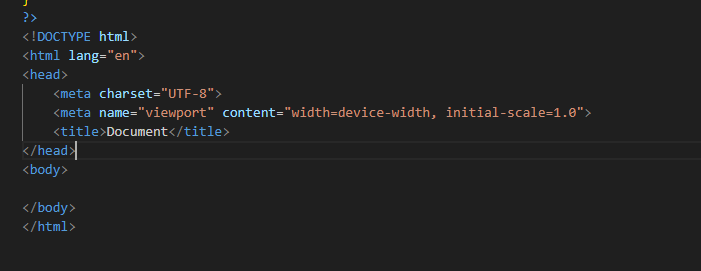 }
?>
<!DOCTYPE html>
<html lang="en">
<head>
    <meta charset="UTF-8">
    <meta name="viewport" content="width=device-width, initial-scale=1.0">
    <title>Document</title>
</head>
<body>

</body>
</html>